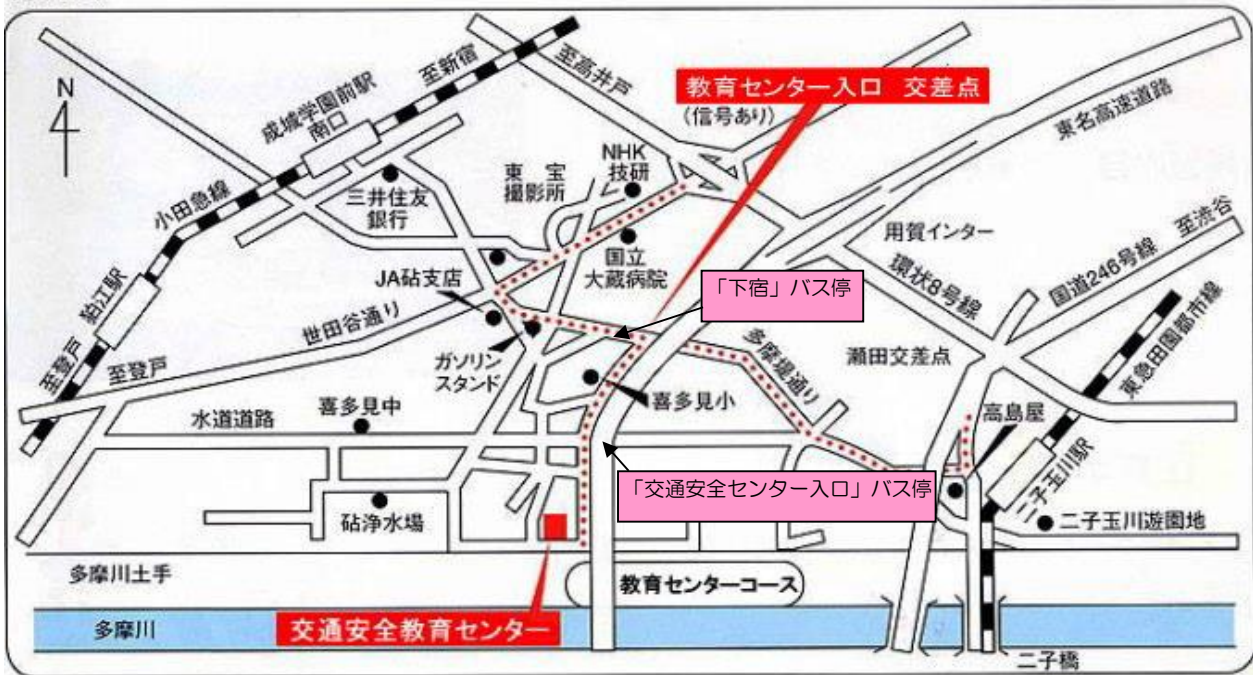 N
成城学園前駅
南口
至新宿
至高井戸
教育センター入口 交差点
(信号あり)
東名高速道路
小田急線
三井住友
銀行
東宝
撮影所
NHK
技研
国立
大蔵病院
用賀インター
環状8号線
国道246号線
至渋谷
狛江駅
至登戸
至登戸
世田谷通り
JA砧支店
ガソリン
スタンド
「下宿」バス停
多摩堤通り
瀬田交差点
東急田園都市線
水道道路
喜多見中
喜多見小
高島屋
二子玉川駅
「交通安全センター入口」バス停
砧浄水場
二子玉川遊園地
多摩川土手
教育センターコース
多摩川
交通安全教育センター
二子橋